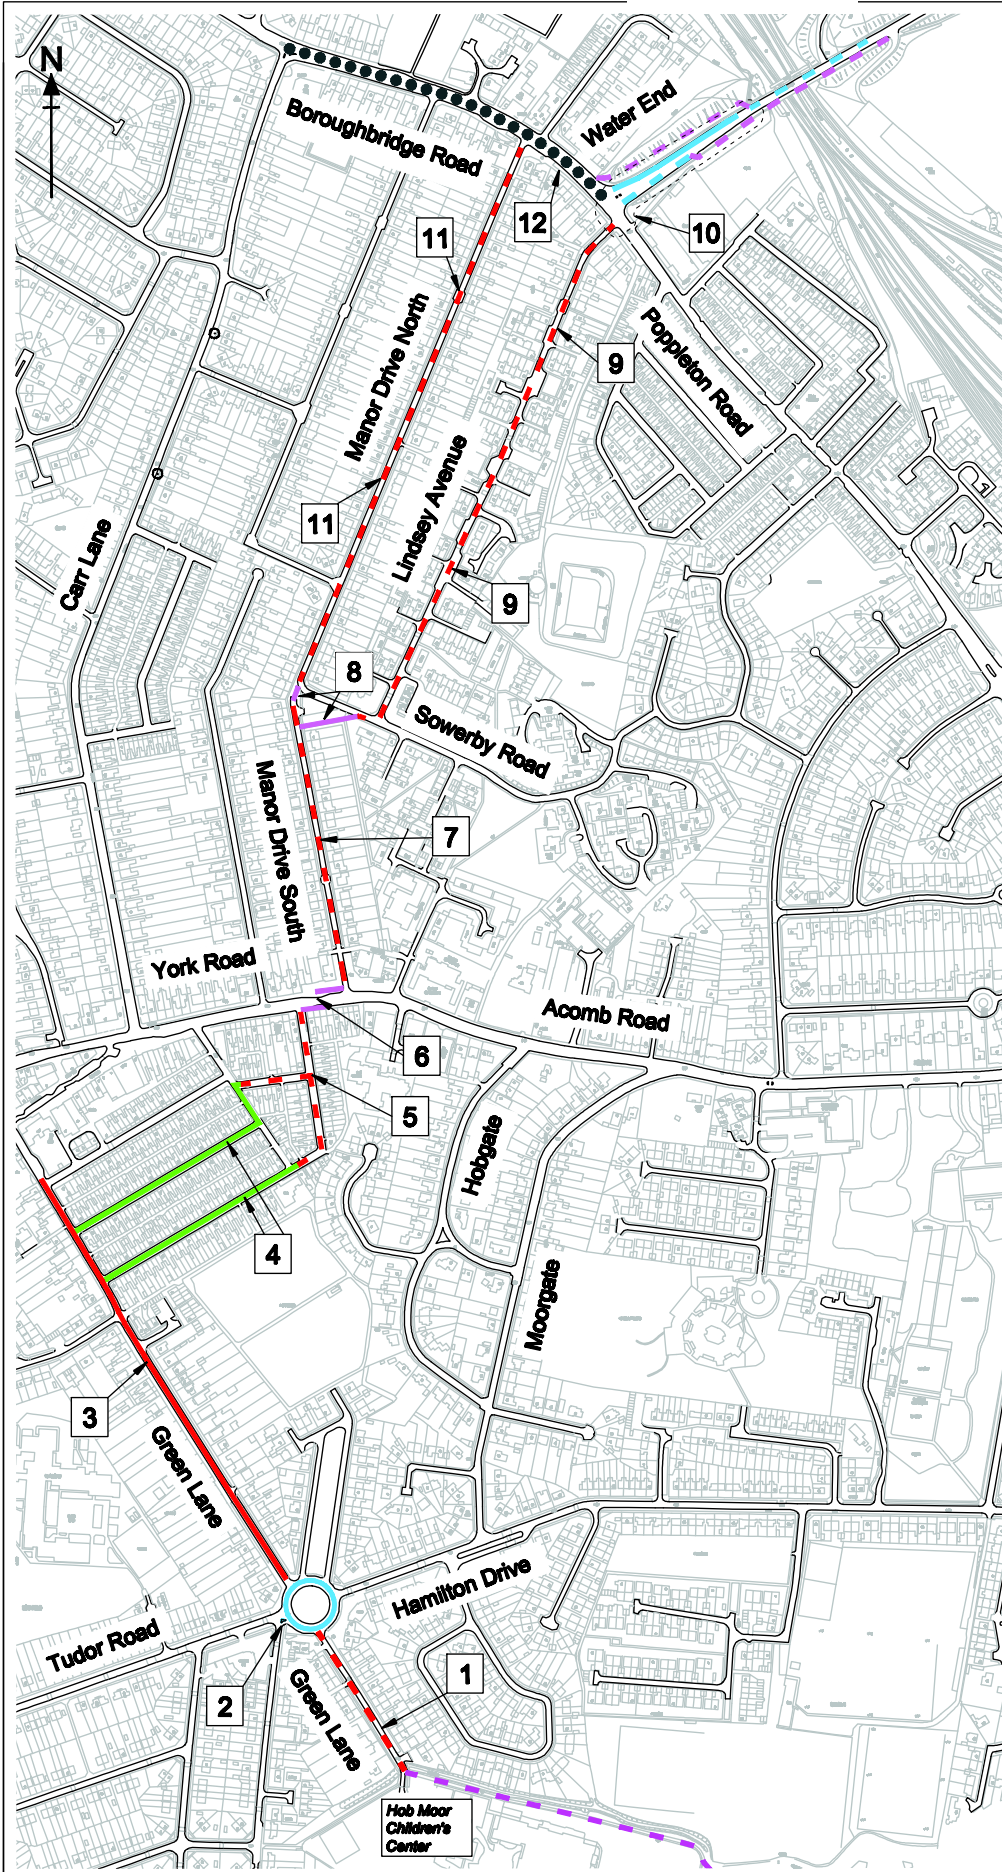 N
Boroughbridge Road
Water End
12
10
11
Manor Drive North
9
Poppleton Road
Lindsey Avenue
11
Carr Lane
9
8
Sowerby Road
Manor Drive South
7
York Road
Acomb Road
6
5
Hobgate
4
Moorgate
3
Green Lane
Hamilton Drive
Tudor Road
1
2
Green Lane
Hob Moor
Children's
Center